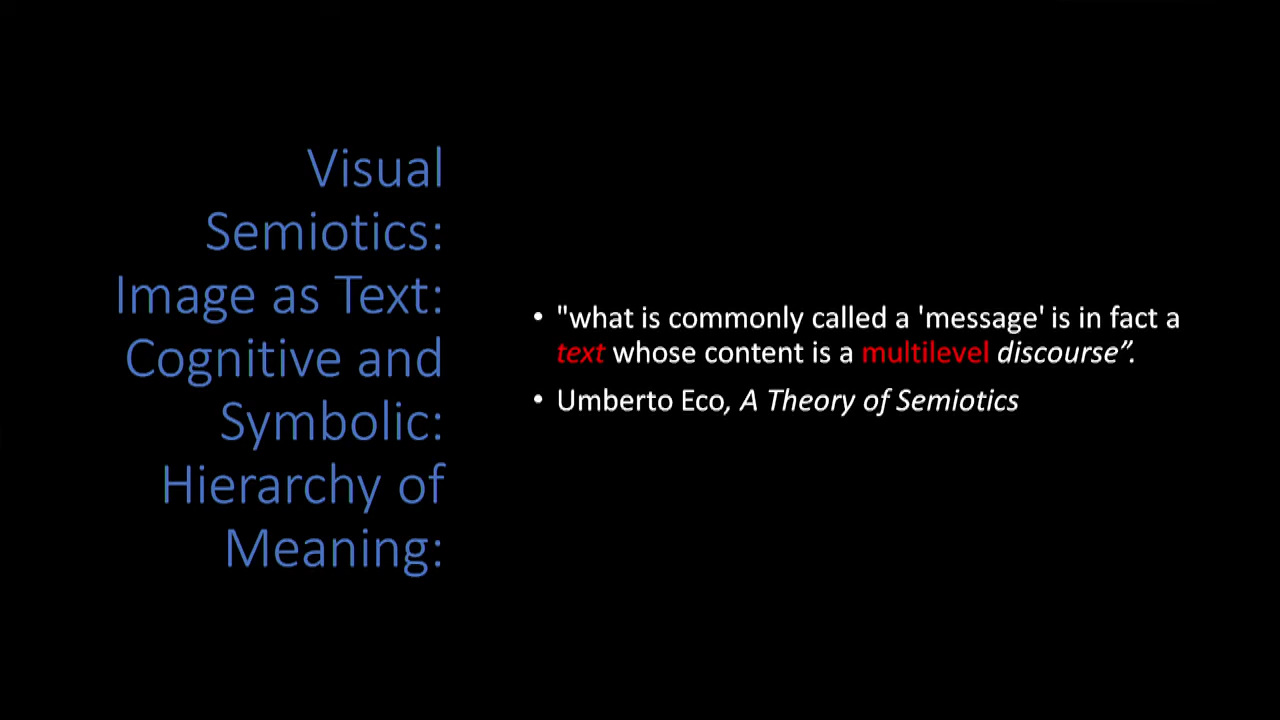 Visual
Semiotics:
Image as Text:
Cognitive and
Symbolic:
Hierarchy of
Meaning:
• "what is commonly called a 'message' is in fact a
text whose content is a multilevel discourse”.
• Umberto Eco, A Theory of Semiotics